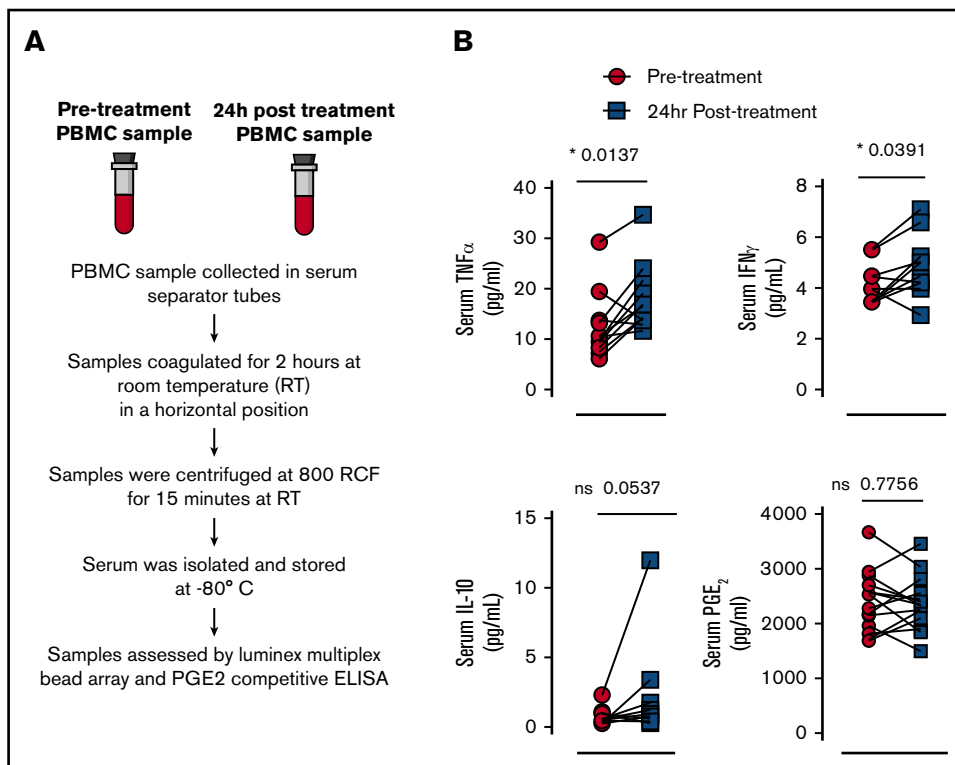 A
Pre-treatment
PBMC sample
24h post treatment
PBMC sample
PBMC sample collected in serum
separator tubes
Samples coagulated for 2 hours at
room temperature (RT)
in a horizontal position
Samples were centrifuged at 800 RCF
for 15 minutes at RT
Serum was isolated and stored
at -80° C
Samples assessed by luminex multiplex
bead array and PGE2 competitive ELISA
B
Pre-treatment
24hr Post-treatment
* 0.0137
Serum TNFα
(pg/ml)
40
30
20
10
0
* 0.0391
Serum IFNγ
(pg/mL)
8
6
4
2
0
ns 0.0537
Serum IL-10
(pg/mL)
15
10
5
0
ns 0.7756
Serum PGE₂
(pg/ml)
4000
3000
2000
1000
0